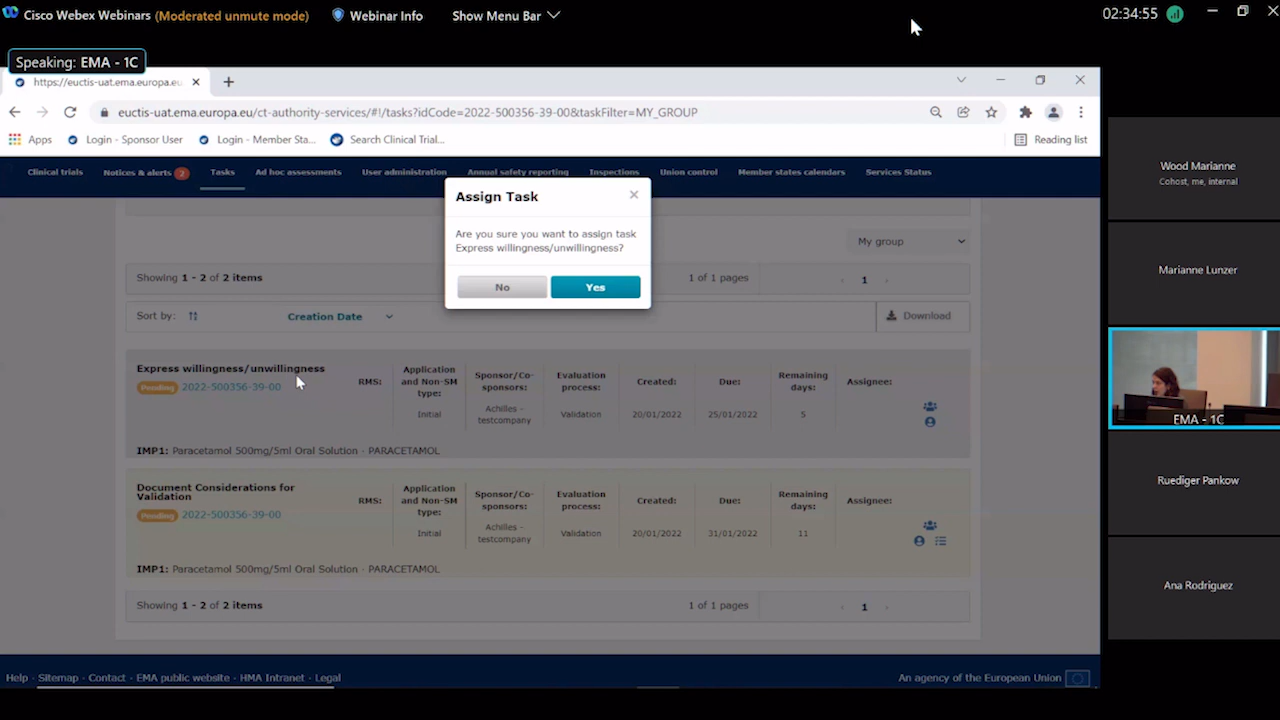 Cisco Webex Webinars (Moderated unmute mode) Webinar Info Show Menu Bar 02:34:55
Speaking: EMA - 1C
https://euctis-uat.ema.europa.eu
euctis-uat.ema.europa.eu/ct-authority-services/#!/tasks?idCode=2022-500356-39-00&taskFilter=MY_GROUP
Apps Login - Sponsor User Login - Member Sta... Search Clinical Trial... Reading list
Clinical trials Notices & alerts 2 Tasks Ad hoc assessments User administration Annual safety reporting Inspections Union control Member states calendars Services Status
Assign Task
Are you sure you want to assign task
Express willingness/unwillingness?
No Yes
My group
Showing 1 - 2 of 2 items 1 of 1 pages 1
Sort by: Creation Date Download
Express willingness/unwillingness
Pending 2022-500356-39-00
RMS:
Application
and Non-SM
type:
Initial
Sponsor/Co-
sponsors:
Achilles -
testcompany
Evaluation
process:
Validation
Created:
20/01/2022
Due:
25/01/2022
Remaining
days:
5
Assignee:
IMP1: Paracetamol 500mg/5ml Oral Solution - PARACETAMOL
Document Considerations for
Validation
Pending 2022-500356-39-00
RMS:
Application
and Non-SM
type:
Initial
Sponsor/Co-
sponsors:
Achilles -
testcompany
Evaluation
process:
Validation
Created:
20/01/2022
Due:
31/01/2022
Remaining
days:
11
Assignee:
IMP1: Paracetamol 500mg/5ml Oral Solution - PARACETAMOL
Showing 1 - 2 of 2 items 1 of 1 pages 1
Help - Sitemap - Contact - EMA public website - HMA Intranet - Legal An agency of the European Union
Wood Marianne
Cohost, me, internal
Marianne Lunzer
EMA - 1C
Ruediger Pankow
Ana Rodriguez